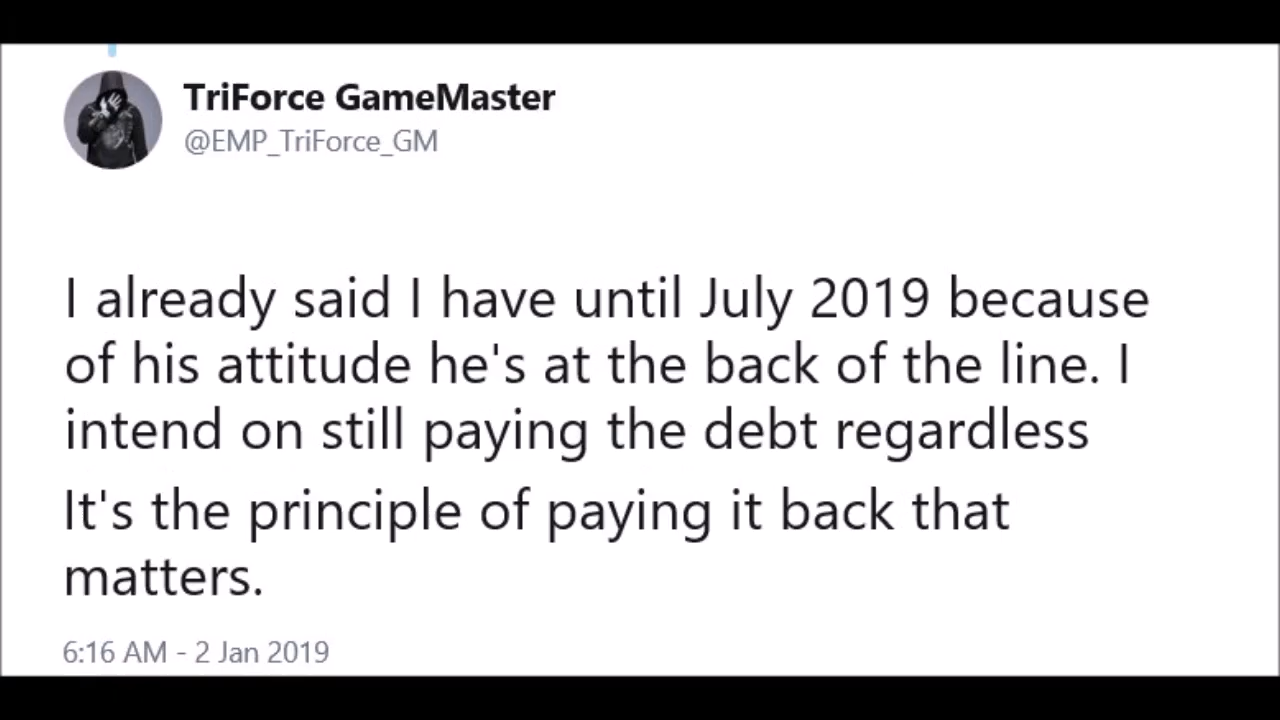 TriForce GameMaster
@EMP_TriForce_GM
I already said I have until July 2019 because
of his attitude he's at the back of the line. I
intend on still paying the debt regardless
It's the principle of paying it back that
matters.
6:16 AM - 2 Jan 2019